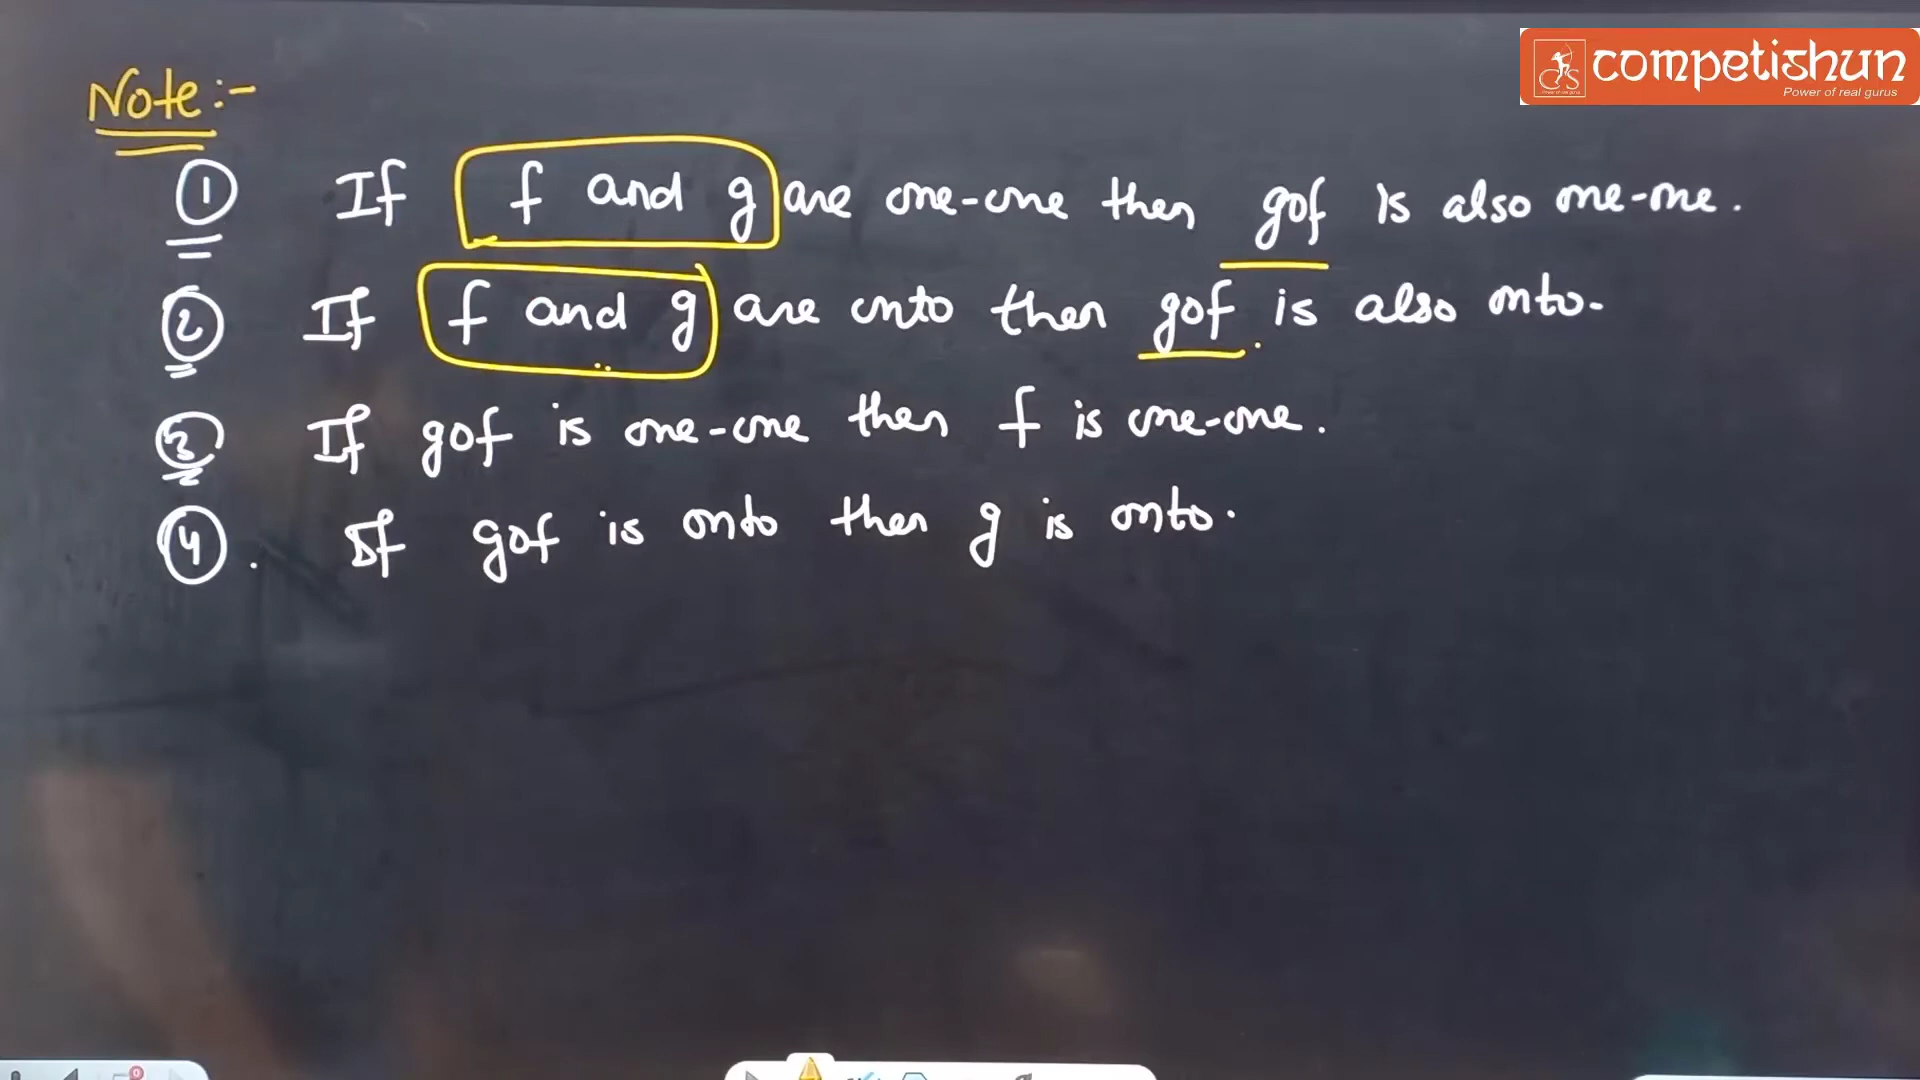 competishun
Power of real gurus
Note:-
① If f and g are one-one then gof is also one-one.
② If f and g are onto then gof is also onto.
③ If gof is one-one then f is one-one.
④. If gof is onto then g is onto.